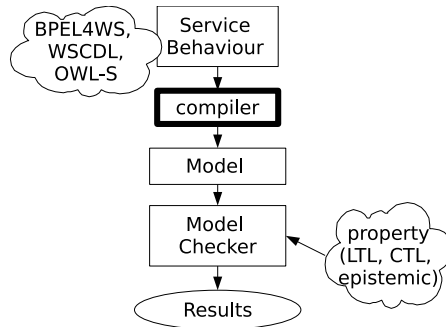 BPEL4WS,
WSCDL,
OWL-S
Service
Behaviour
compiler
Model
Model
Checker
property
(LTL, CTL,
epistemic)
Results